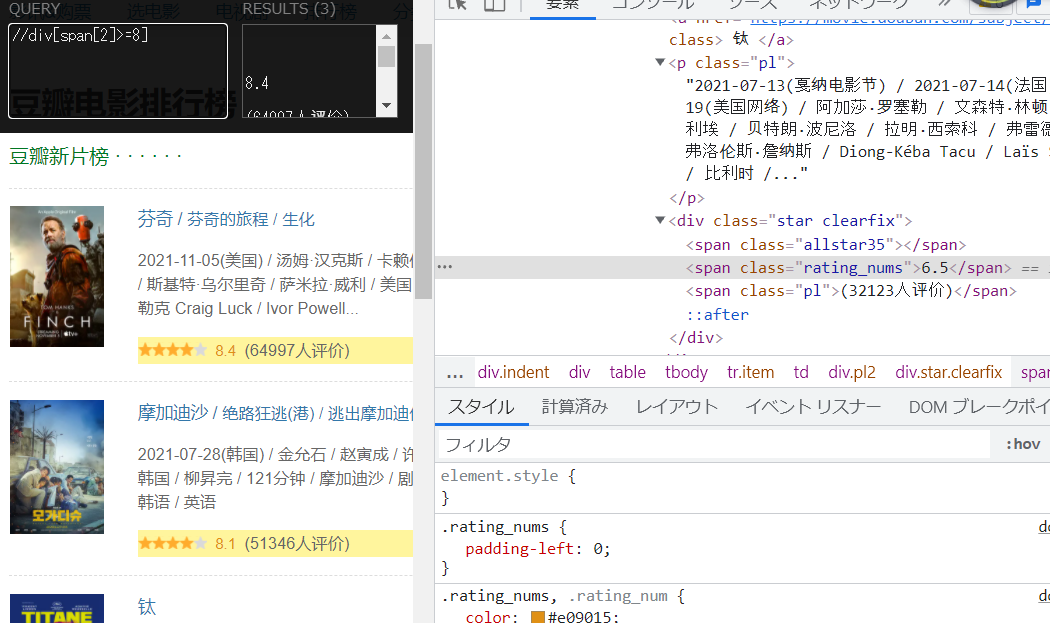 QUERY
RESULTS (3)
//div[span[2]>=8]
8.4
(64997人评价)
豆瓣电影排行榜
豆瓣新片榜 · · · · · ·
芬奇 / 芬奇的旅程 / 生化
2021-11-05(美国) / 汤姆·汉克斯 / 卡赖
/ 斯基特·乌尔里奇 / 萨米拉·威利 / 美国
勒克 Craig Luck / Ivor Powell...
FINCH
8.4 (64997人评价)
摩加迪沙 / 绝路狂逃(港) / 逃出摩加迪
2021-07-28(韩国) / 金允石 / 赵寅成 / 许
韩国 / 柳昇完 / 121分钟 / 摩加迪沙 / 剧
韩语 / 英语
모가디슈
8.1 (51346人评价)
钛
TITANE
要素
コンソール
ソース
ネットワーク
https://movie.douban.com/subject/
class> 钛 </a>
▼<p class="pl">
"2021-07-13(戛纳电影节) / 2021-07-14(法国
19(美国网络) / 阿加莎·罗塞勒 / 文森特·林顿
利埃 / 贝特朗·波尼洛 / 拉明·西索科 / 弗雷德
弗洛伦斯·詹纳斯 / Diong-Kéba Tacu / Laïs
/ 比利时 /..."
</p>
▼<div class="star clearfix">
<span class="allstar35"></span>
<span class="rating_nums">6.5</span> ==
<span class="pl">(32123人评价)</span>
::after
</div>
... div.indent div table tbody tr.item td div.pl2 div.star.clearfix span
スタイル 計算済み レイアウト イベント リスナー DOM ブレークポイ
フィルタ :hov
element.style {
}
.rating_nums {
padding-left: 0;
}
.rating_nums, .rating_num {
color: #e09015;